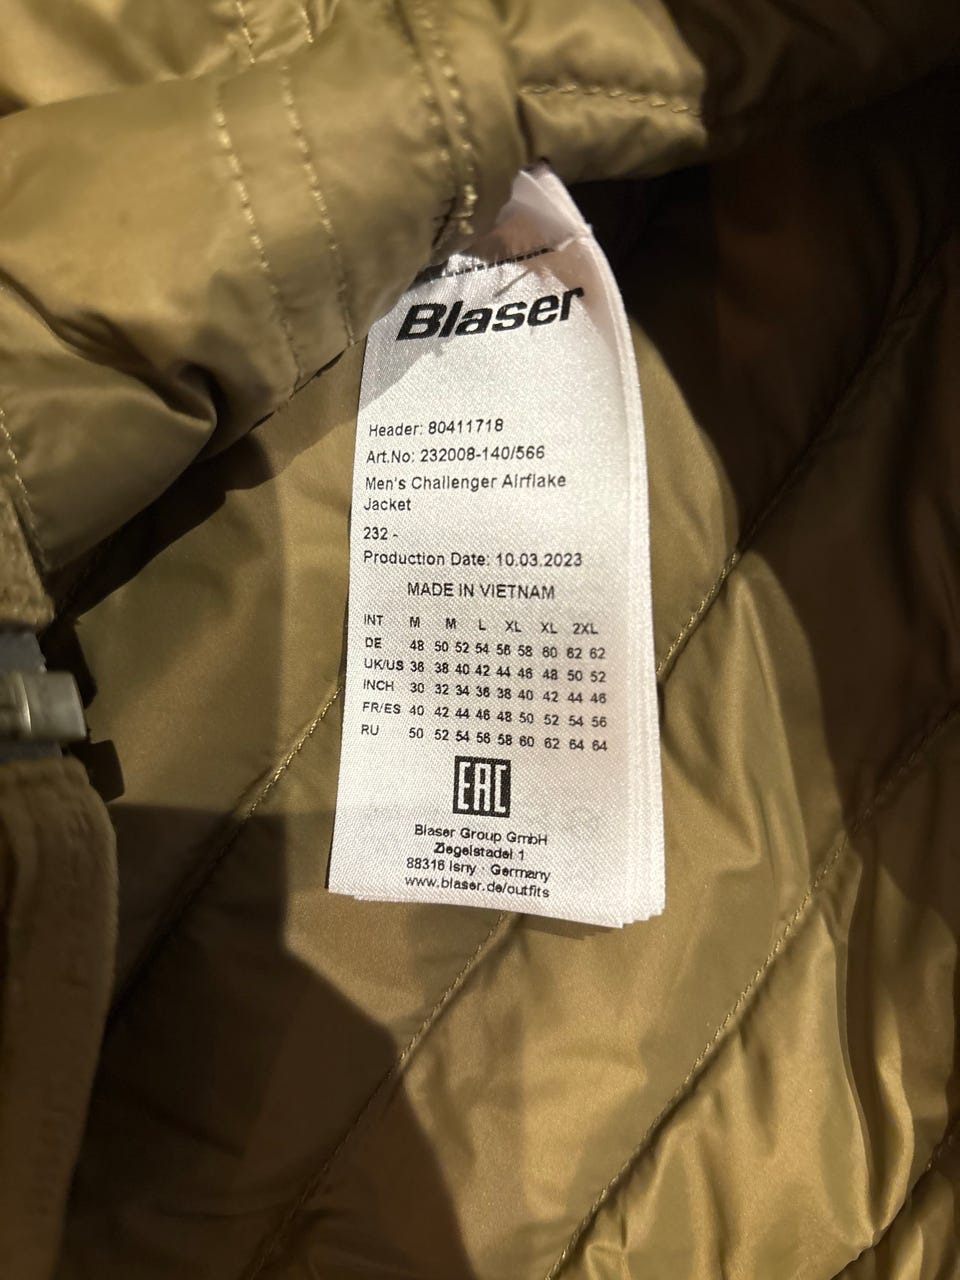 Blaser
Header: 80411718
Art.No: 232008-140/566
Men's Challenger Airflake
Jacket
232 -
Production Date: 10.03.2023
MADE IN VIETNAM
INT M M L XL XL 2XL
DE 48 50 52 54 56 58 60 62 62
UK/US 36 38 40 42 44 46 48 50 52
INCH 30 32 34 36 38 40 42 44 46
FR/ES 40 42 44 46 48 50 52 54 56
RU 50 52 54 56 58 60 62 64 64
EAC
Blaser Group GmbH
Ziegelstadel 1
88316 Isny · Germany
www.blaser.de/outfits